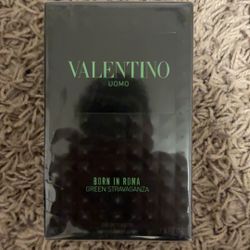 VALENTINO
UOMO
BORN IN ROMA
GREEN STRAVAGANZA